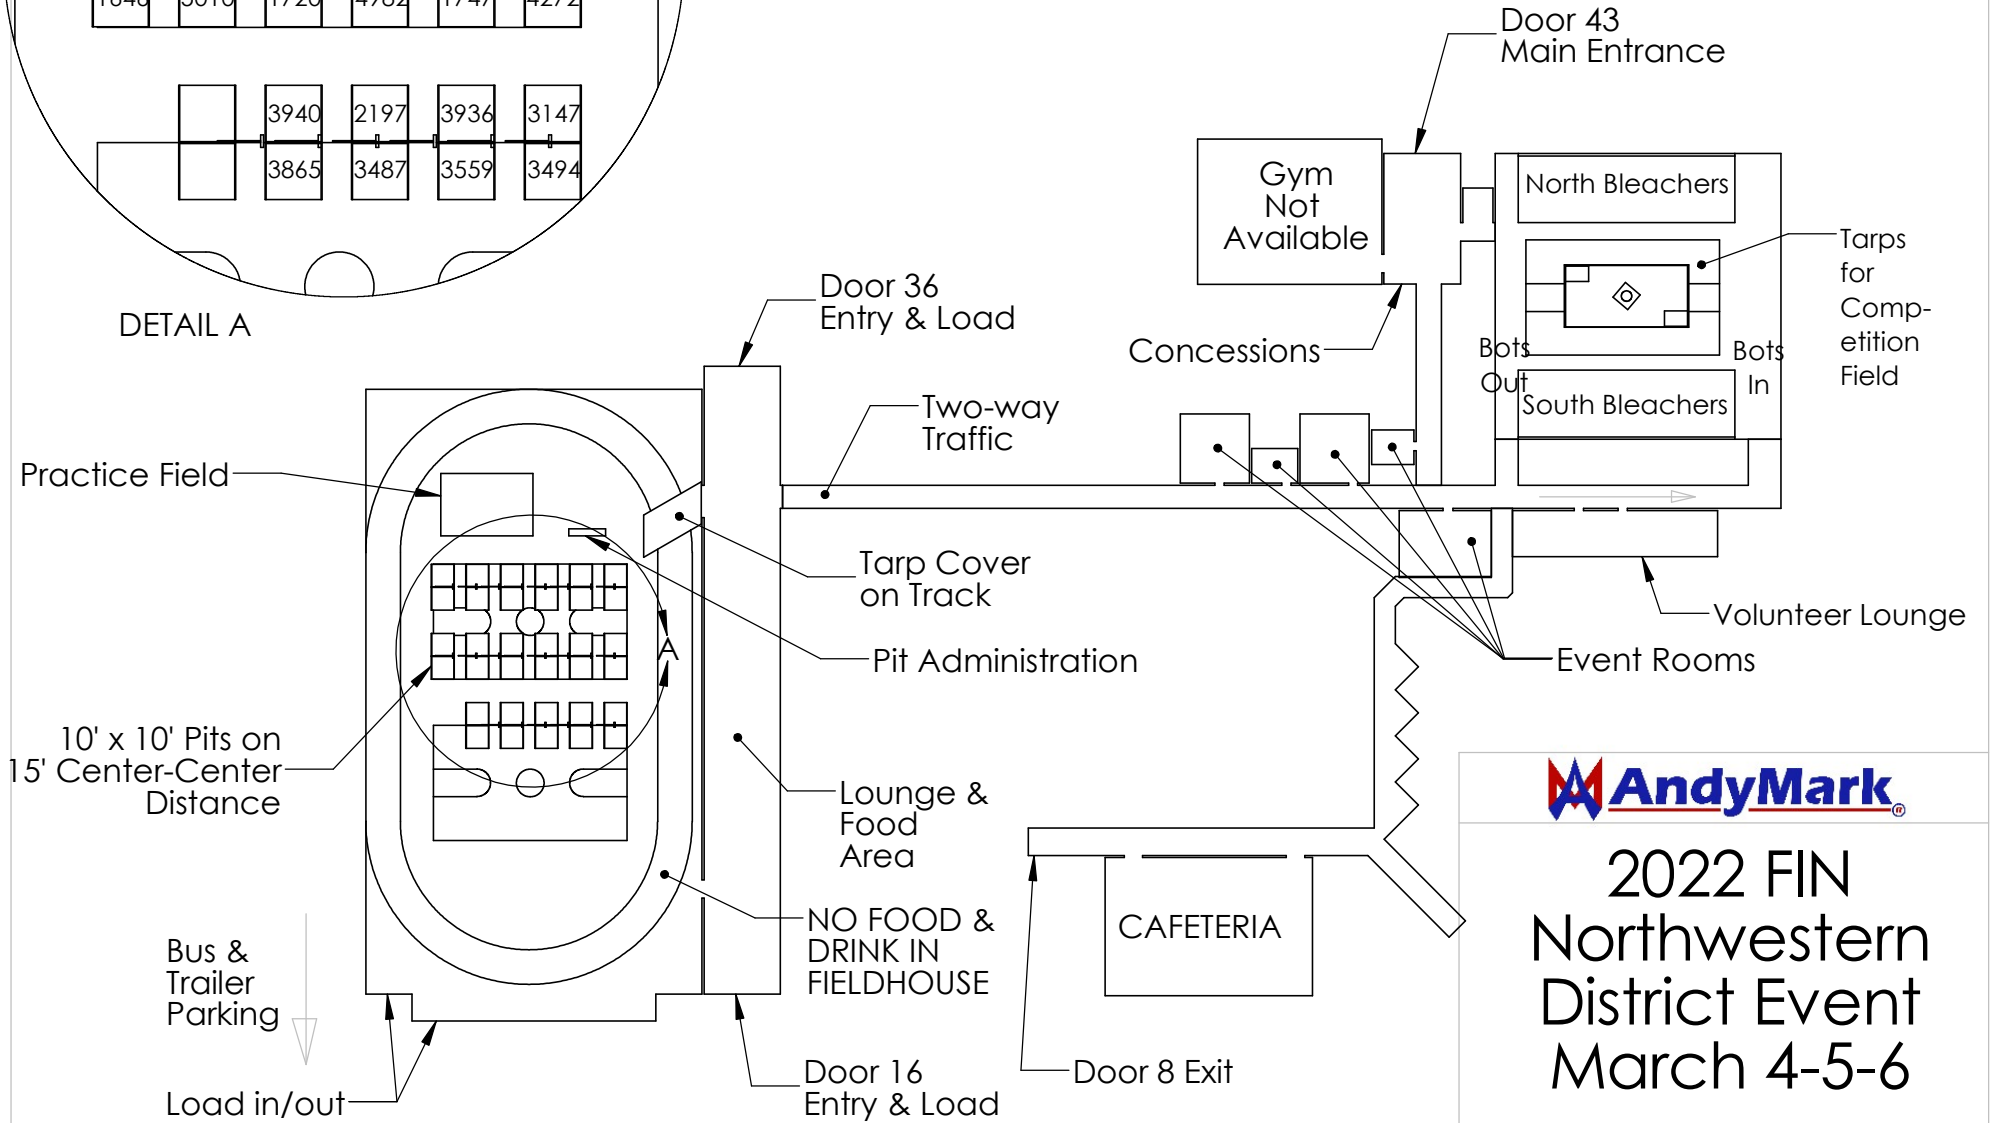 3940 2197 3936 3147
3865 3487 3559 3494
DETAIL A
Door 43
Main Entrance
Gym
Not
Available
North Bleachers
Tarps
for
Comp-
etition
Field
Door 36
Entry & Load
Concessions
Bots
Out
Bots
In
South Bleachers
Two-way
Traffic
Practice Field
Tarp Cover
on Track
Volunteer Lounge
A
Pit Administration
Event Rooms
10' x 10' Pits on
15' Center-Center
Distance
Lounge &
Food
Area
AndyMark®
NO FOOD &
DRINK IN
FIELDHOUSE
CAFETERIA
2022 FIN
Northwestern
District Event
March 4-5-6
Bus &
Trailer
Parking
Load in/out
Door 16
Entry & Load
Door 8 Exit